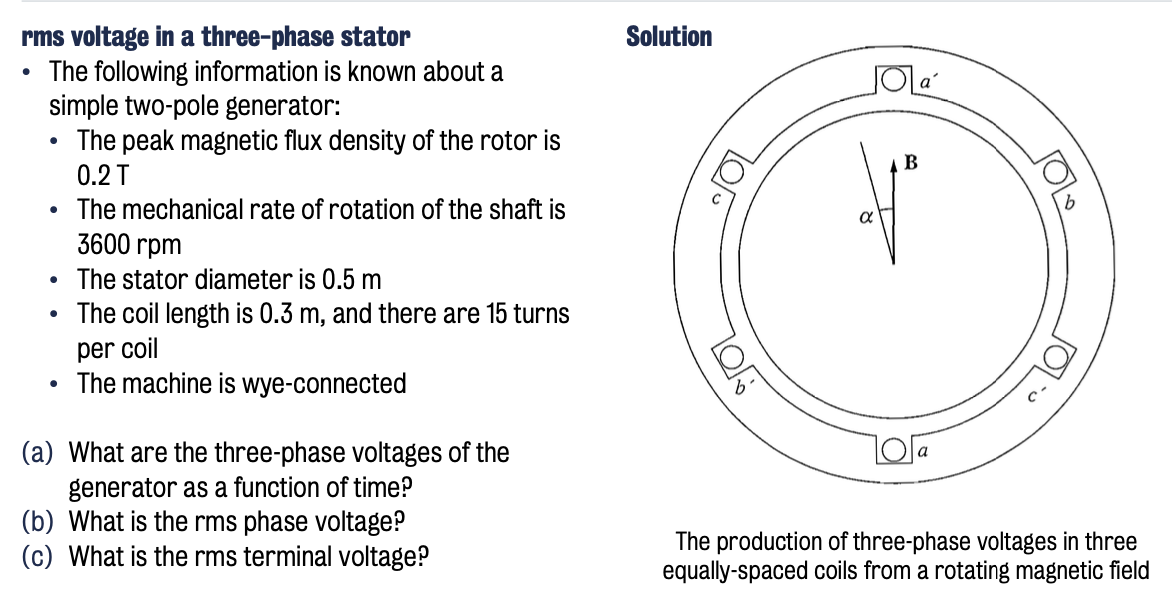 rms voltage in a three-phase stator
• The following information is known about a
simple two-pole generator:
• The peak magnetic flux density of the rotor is
0.2 T
• The mechanical rate of rotation of the shaft is
3600 rpm
• The stator diameter is 0.5 m
• The coil length is 0.3 m, and there are 15 turns
per coil
• The machine is wye-connected
(a) What are the three-phase voltages of the
generator as a function of time?
(b) What is the rms phase voltage?
(c) What is the rms terminal voltage?
Solution
a′
B
c
b
α
b′
c′
a
The production of three-phase voltages in three
equally-spaced coils from a rotating magnetic field